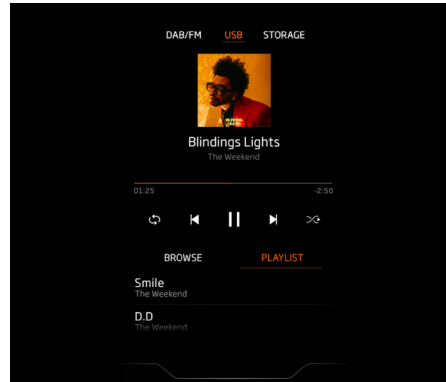 DAB/FM USB STORAGE
Blindings Lights
The Weekend
01:25 -2:50
BROWSE PLAYLIST
Smile
The Weekend
D.D
The Weekend